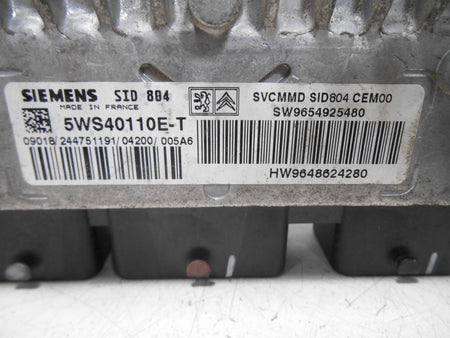 SIEMENS SID 804
MADE IN FRANCE
5WS40110E-T
09018 244751191/04200/005A6
SVCMMD SID804 CEM00
SW9654925480
HW9648624280